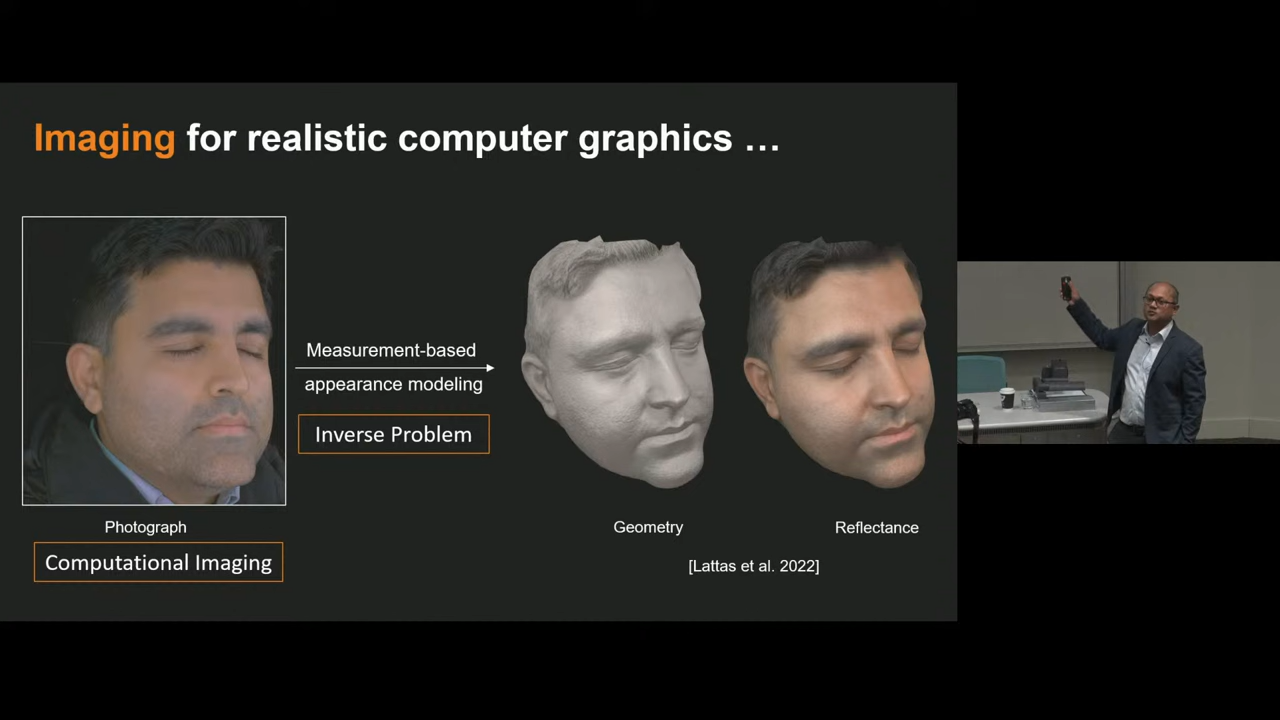 Imaging for realistic computer graphics …
Measurement-based
appearance modeling
Inverse Problem
Photograph
Computational Imaging
Geometry
Reflectance
[Lattas et al. 2022]